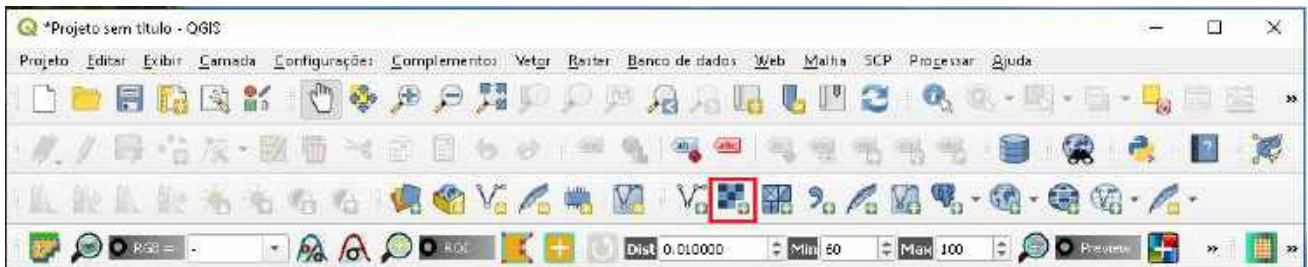 *Projeto sem título - QGIS
Projeto Editar Exibir Camada Configurações Complementos Vetor Raster Banco de dados Web Malha SCP Processar Ajuda
RGB = - ROI Dist 0.010000 Min 60 Max 100 Preview